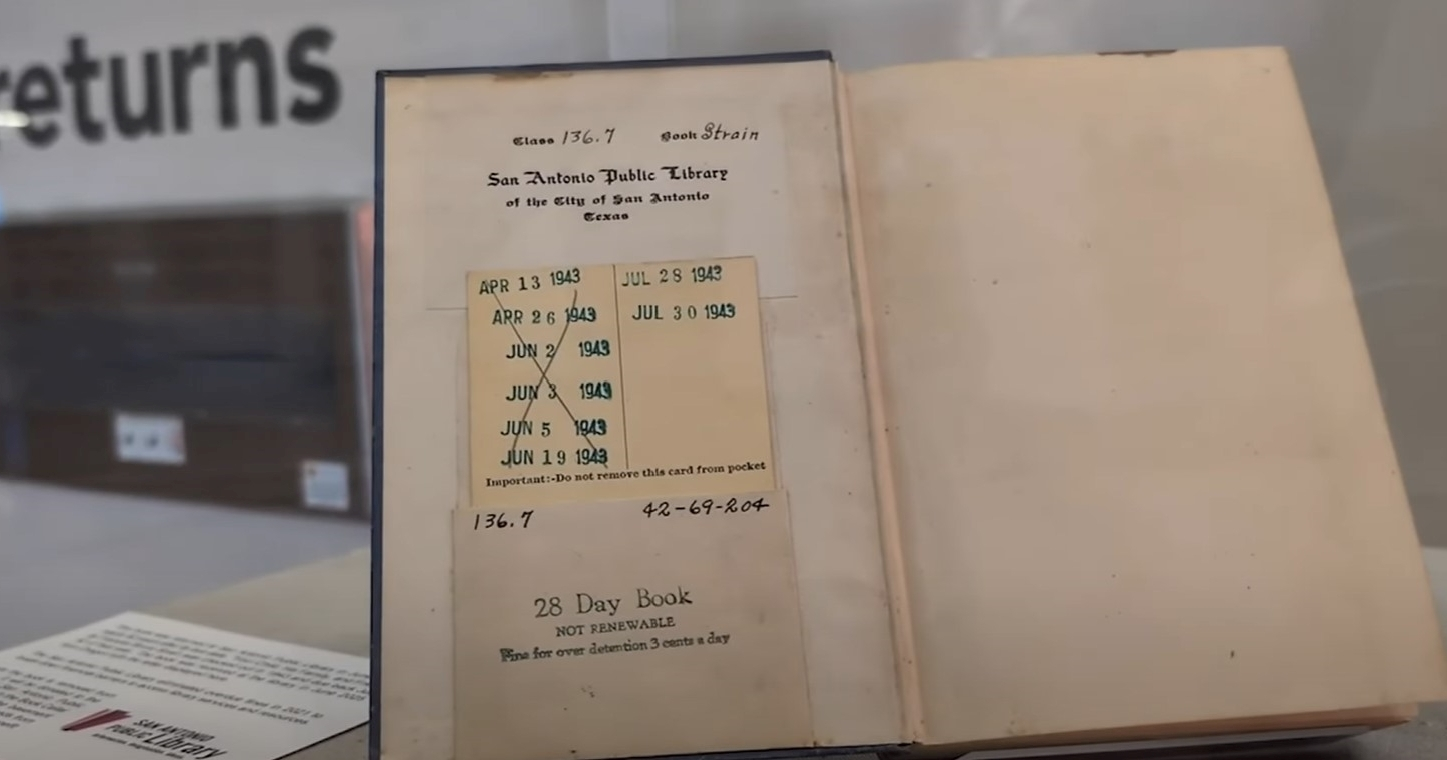 returns
Class 136.7 Book Strain
San Antonio Public Library
of the City of San Antonio
Texas
APR 13 1943
APR 26 1943
JUN 2 1943
JUN 3 1943
JUN 5 1943
JUN 19 1943
JUL 28 1943
JUL 30 1943
Important:-Do not remove this card from pocket
136.7 42-69-204
28 Day Book
NOT RENEWABLE
Fine for over detention 3 cents a day
SAN ANTONIO
PUBLIC Library